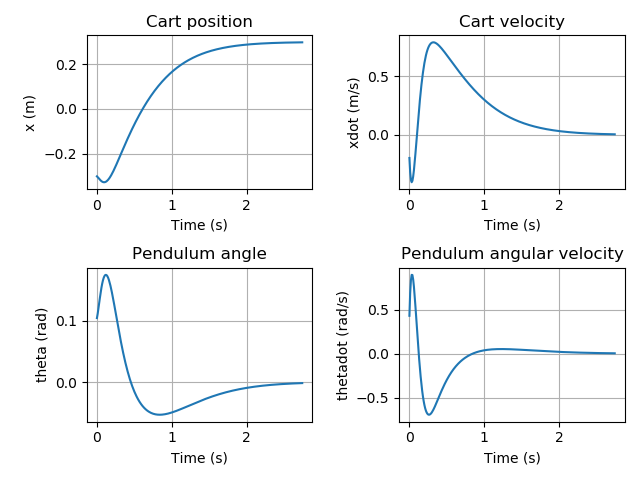 Cart position
x (m)
0.2
0.0
−0.2
0
1
2
Time (s)
Cart velocity
xdot (m/s)
0.5
0.0
0
1
2
Time (s)
Pendulum angle
theta (rad)
0.1
0.0
0
1
2
Time (s)
Pendulum angular velocity
thetadot (rad/s)
0.5
0.0
−0.5
0
1
2
Time (s)